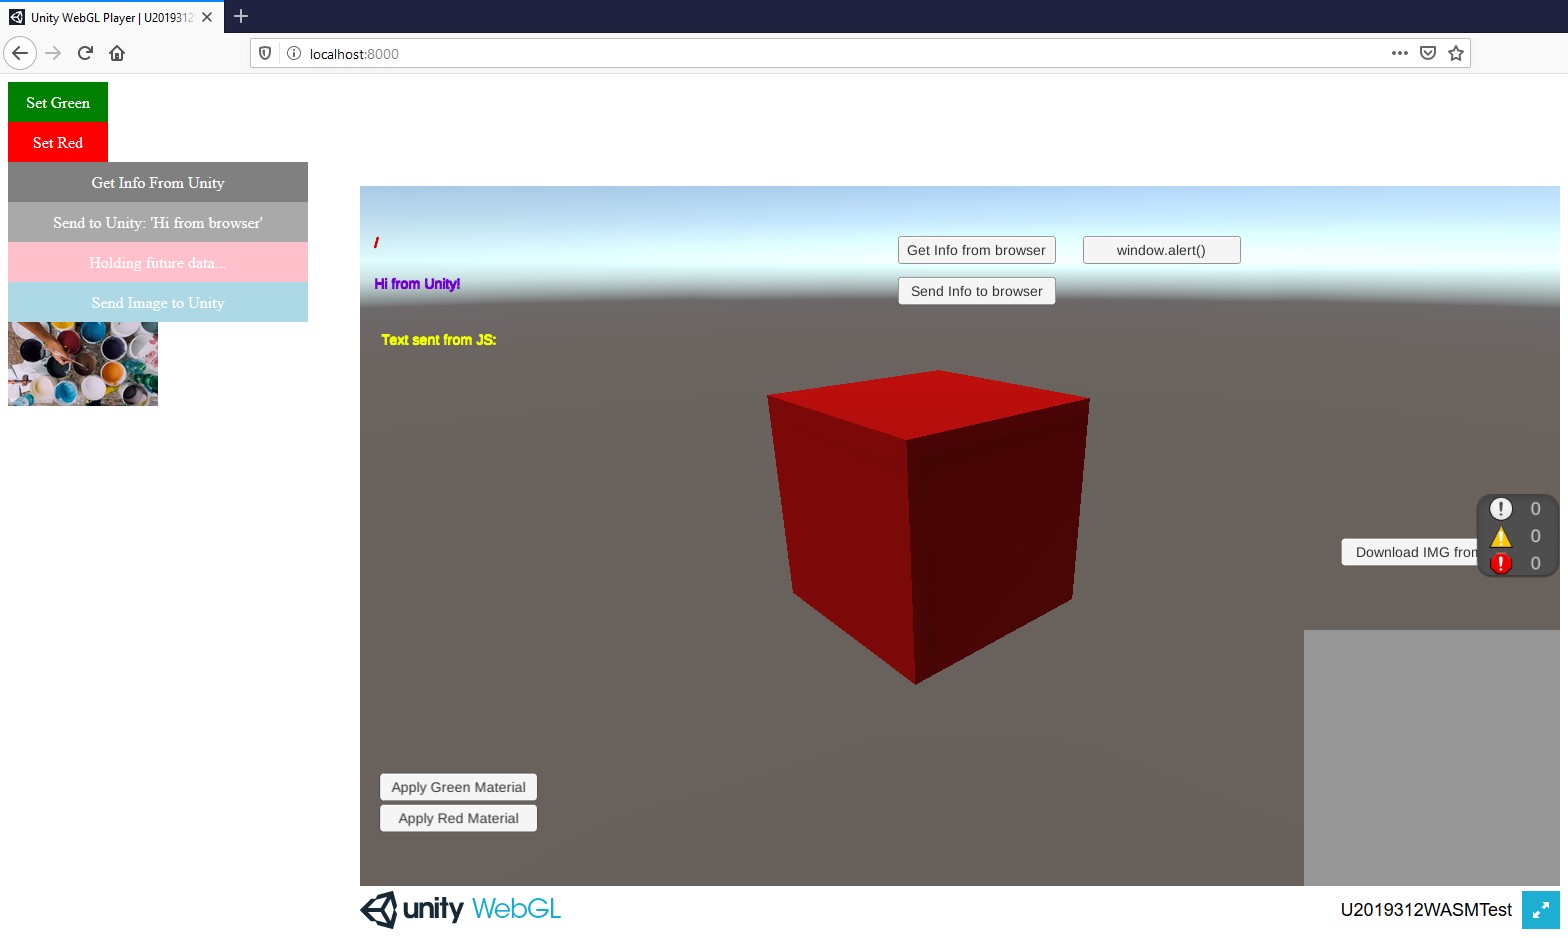 Unity WebGL Player | U2019312
localhost:8000
Set Green
Set Red
Get Info From Unity
Send to Unity: 'Hi from browser'
Holding future data...
Send Image to Unity
/
Hi from Unity!
Text sent from JS:
Get Info from browser
window.alert()
Send Info to browser
0
0
0
Download IMG from
Apply Green Material
Apply Red Material
unity WebGL
U2019312WASMTest